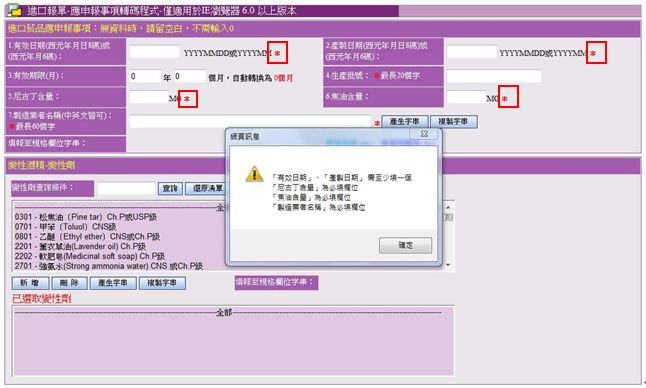 進口報單-應申報事項轉碼程式-僅適用於IE瀏覽器 6.0 以上版本
進口菸品應申報事項：無資料時，請留空白，不需輸入0
1.有效日期(西元年月日8碼)或(西元年月6碼)： YYYYMMDD或YYYYMM *
2.產製日期(西元年月日8碼)或(西元年月6碼)： YYYYMMDD或YYYYMM *
3.有效期限(月)： 0 年 0 個月，自動轉換為 0個月
4.生產批號： *最長20個字
5.尼古丁含量： MG *
6.焦油含量： MG *
7.製造業者名稱(中英文皆可)：*最長60個字 * 產生字串 複製字串
填報至規格欄位字串：
網頁訊息
「有效日期」，「產製日期」 需至少填一個
「尼古丁含量」為必填欄位
「焦油含量」為必填欄位
「製造業者名稱」為必填欄位
確定
變性酒精-變性劑
變性劑查詢條件： 查詢 還原清單
全
0301 - 松焦油（Pine tar) Ch.P或USP級
0701 - 甲苯（Toluol）CNS級
0801 - 乙醚（Ethyl ether）CNS或Ch.P級
2201 - 薰衣草油(Lavender oil) Ch.P級
2202 - 軟肥皂(Medicinal soft soap) Ch.P級
2701 - 強氨水(Strong ammonia water) CNS 或Ch.P級
新 增 刪 除 產生字串 複製字串 填報至規格欄位字串：
已選取變性劑
全部